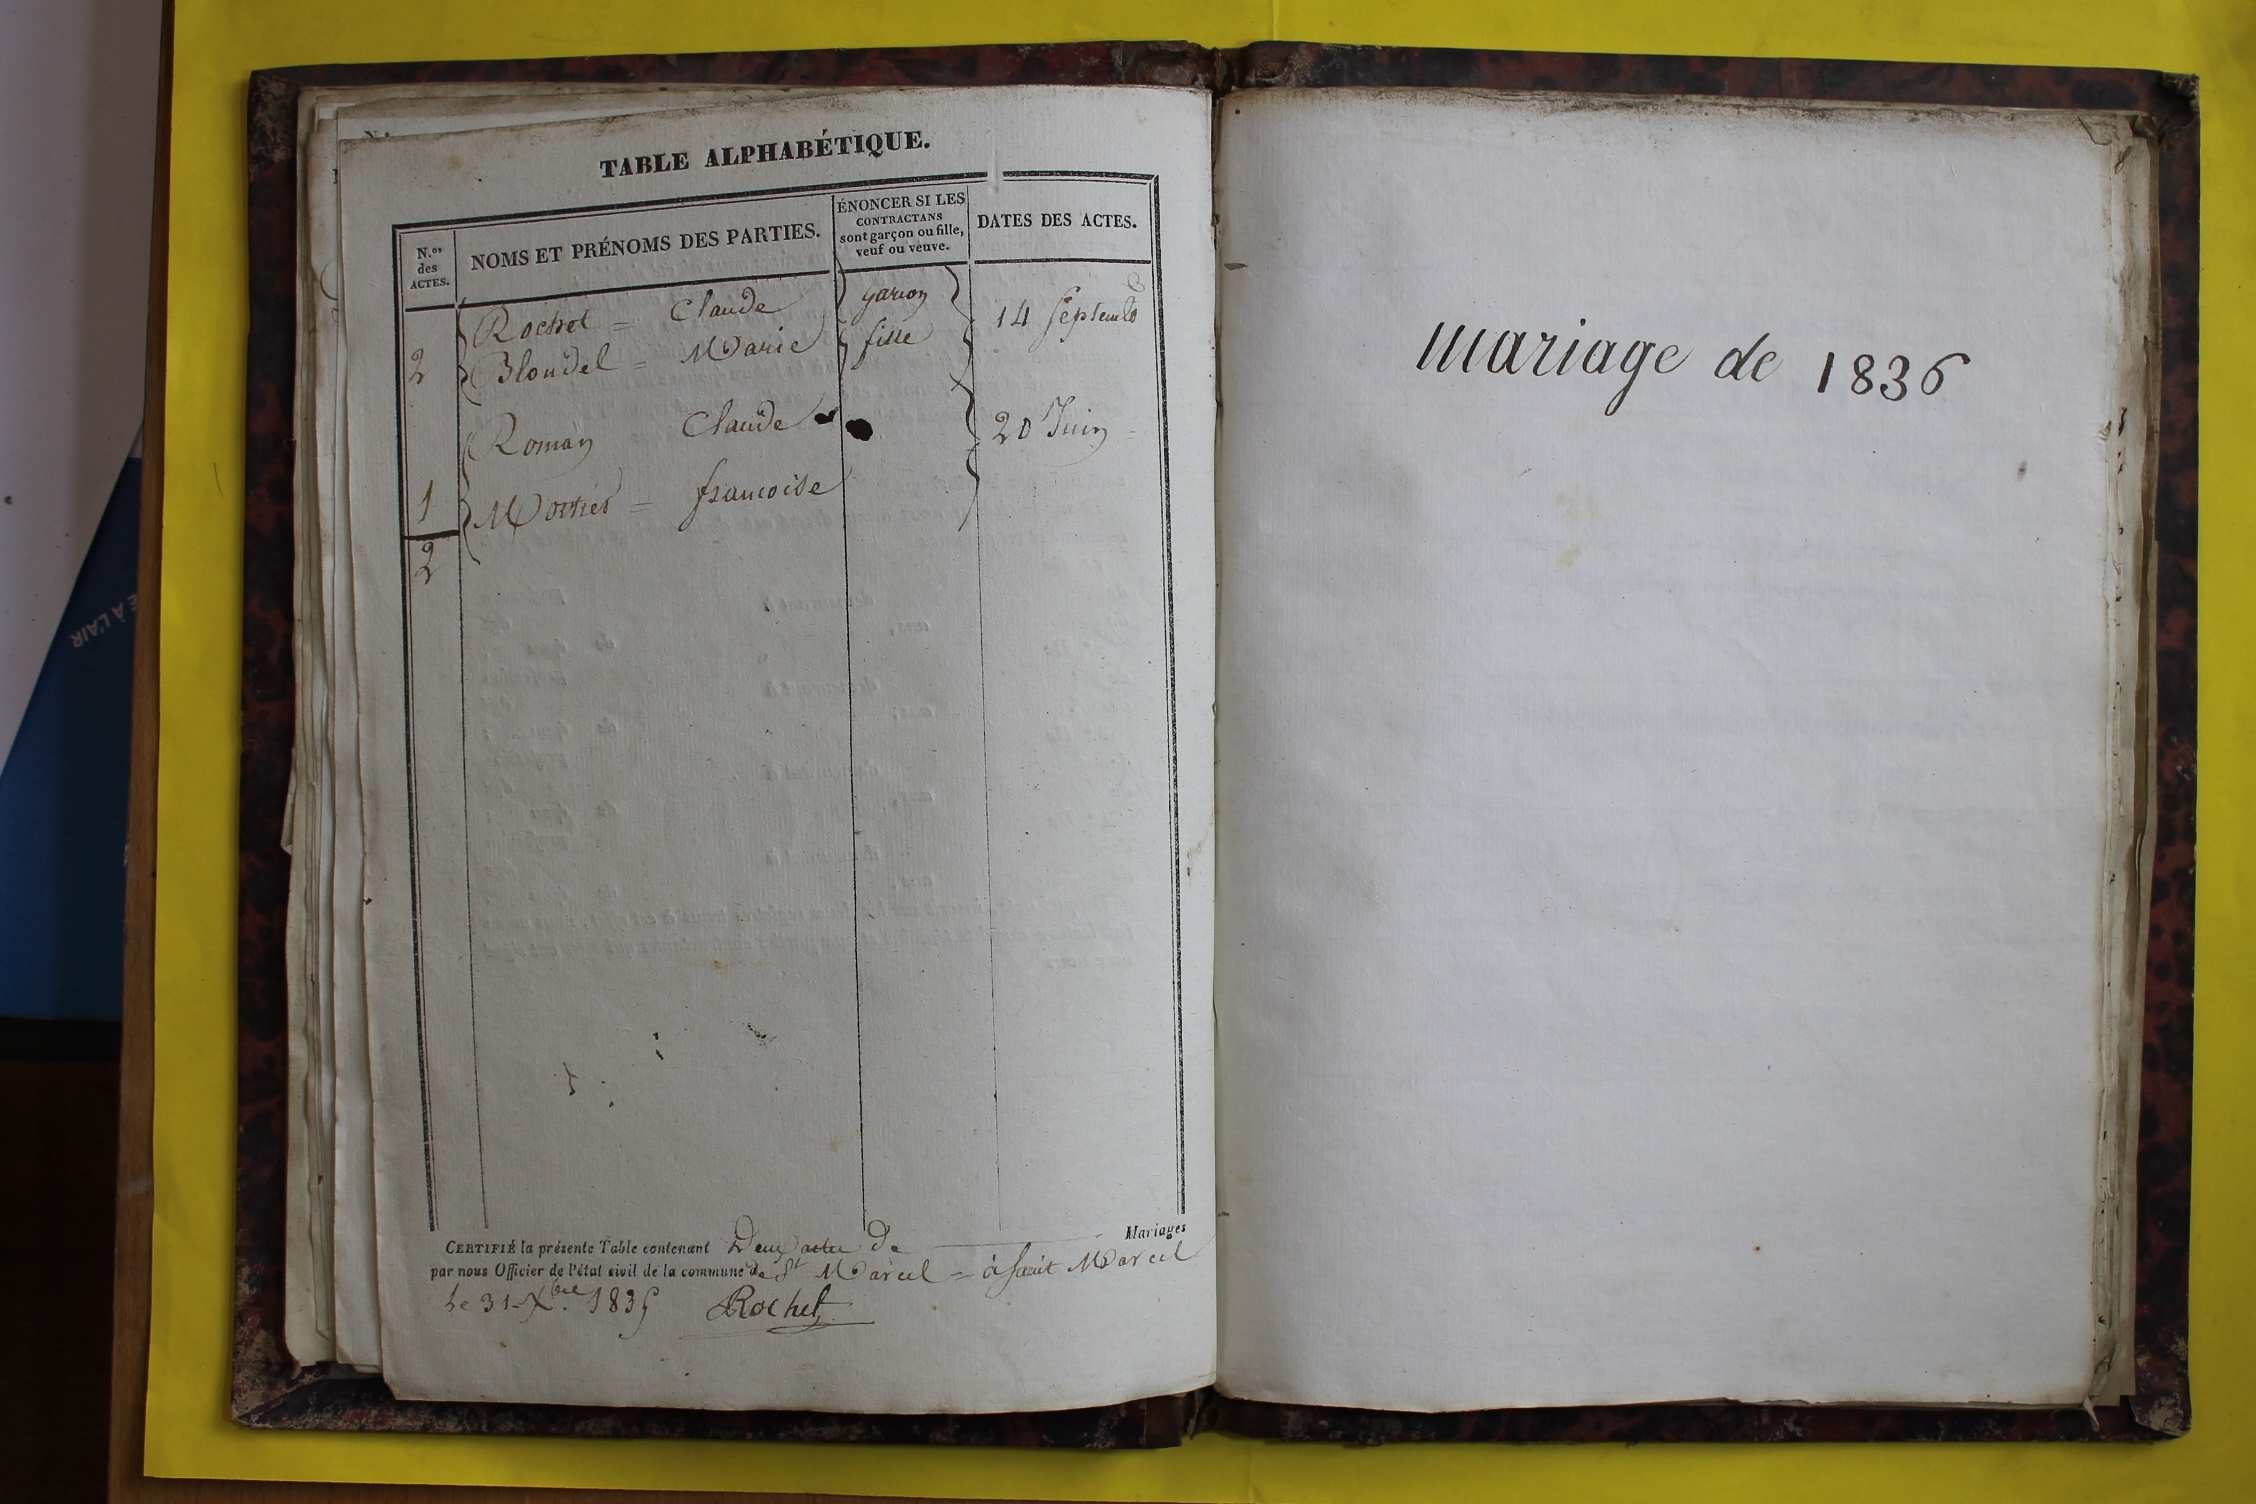 TABLE ALPHABÉTIQUE.
N.os
des
ACTES.
NOMS ET PRÉNOMS DES PARTIES.
ÉNONCER SI LES
CONTRACTANS
sont garçon ou fille,
veuf ou veuve.
DATES DES ACTES.
Rochet = Claude garçon
2 Blondel = Marie fille 14 Septemb
Roman Claude 20 Juin =
1 = francoise
2
CERTIFIÉ la présente Table contenant Deux actes de Mariages
par nous Officier de l'état civil de la commune de St Marcel = à saint Marcel
le 31 Xbre 1835 Rochet
mariage de 1836
E À L'AIR